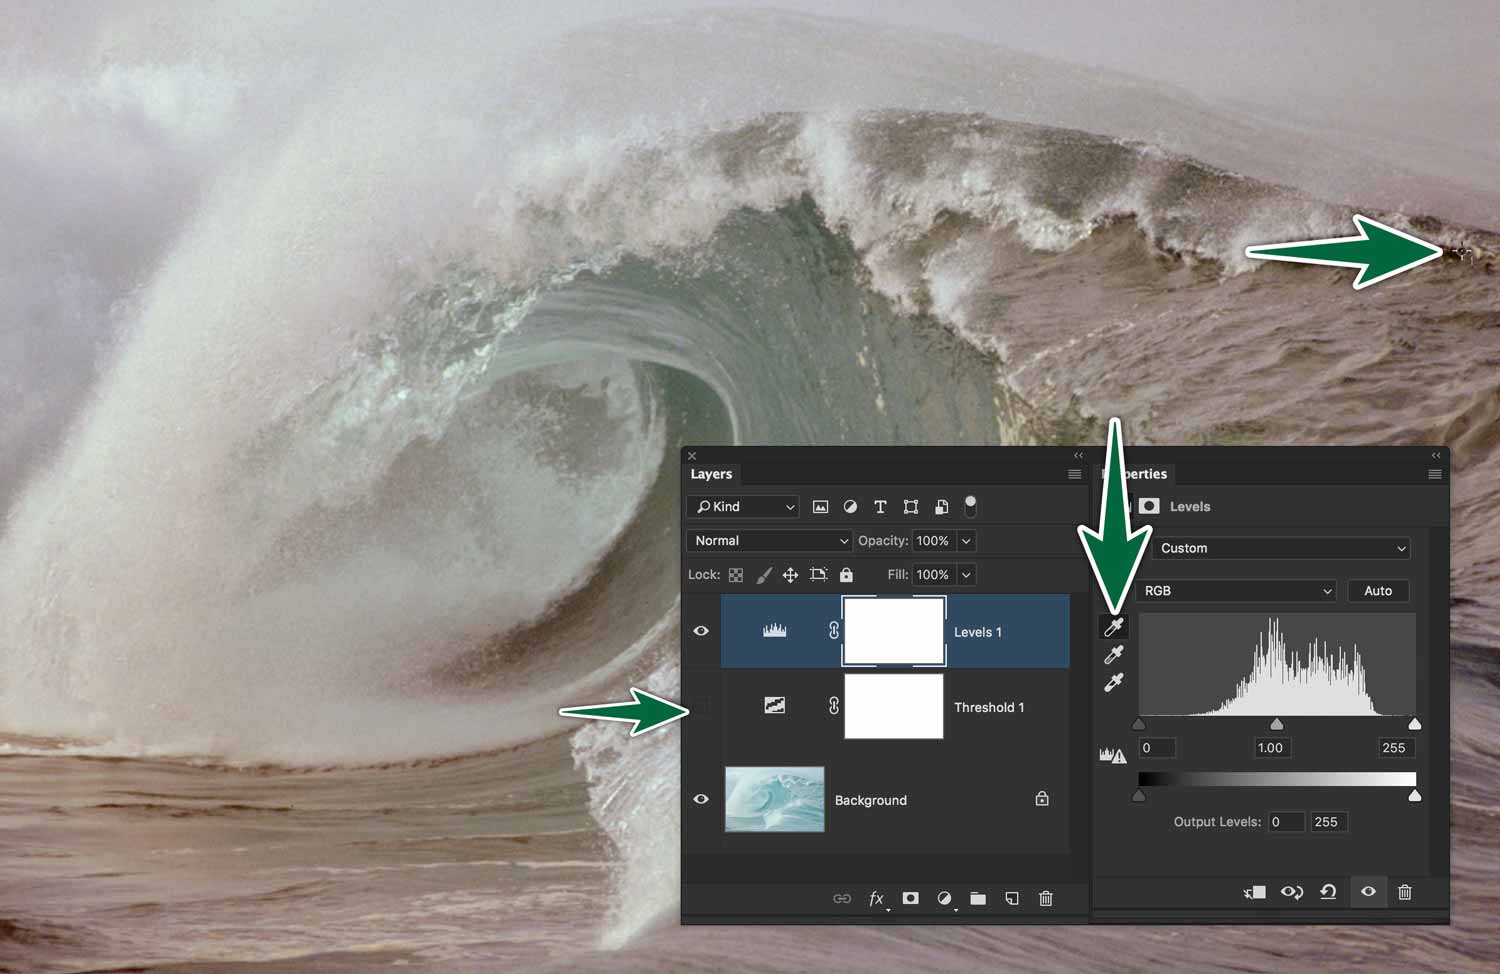 Layers
Kind
Normal
Opacity: 100%
Lock:
Fill: 100%
Levels 1
Threshold 1
Background
fx
perties
Levels
Custom
RGB
Auto
0
1.00
255
Output Levels: 0 255